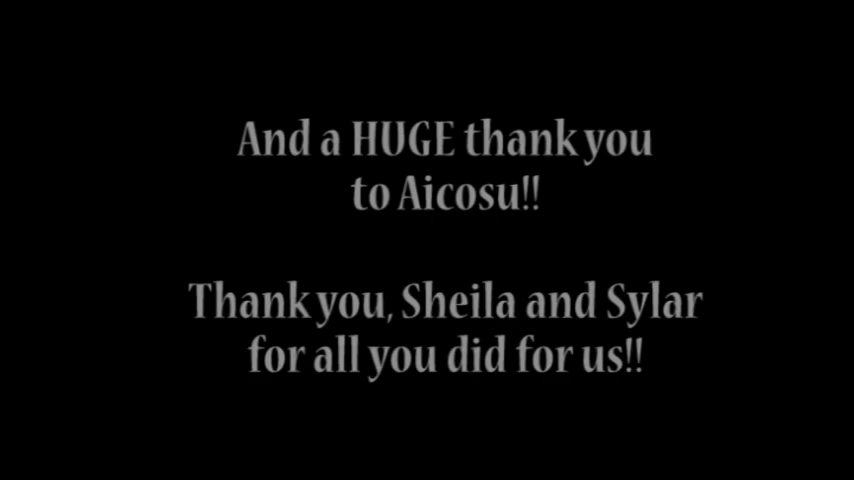 And a HUGE thank you
to Aicosu!!
Thank you, Sheila and Sylar
for all you did for us!!